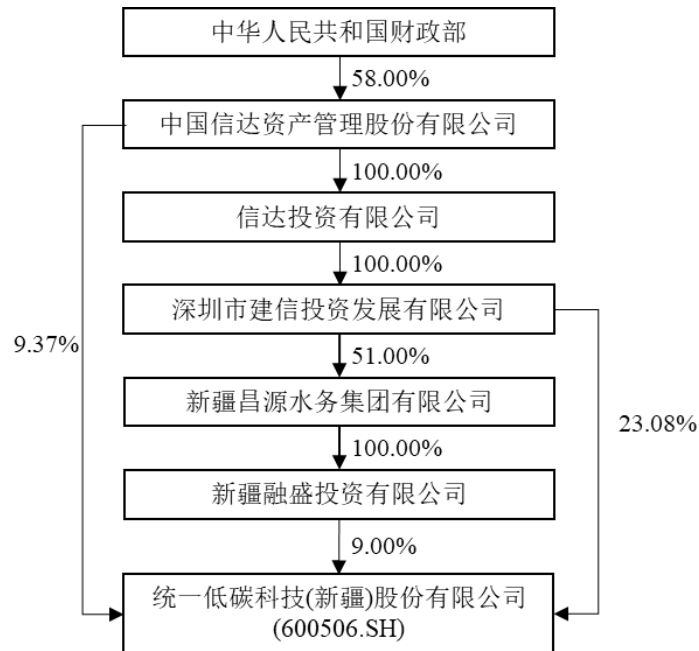 中华人民共和国财政部
58.00%
中国信达资产管理股份有限公司
100.00%
信达投资有限公司
100.00%
深圳市建信投资发展有限公司
9.37%
51.00%
新疆昌源水务集团有限公司
23.08%
100.00%
新疆融盛投资有限公司
9.00%
统一低碳科技(新疆)股份有限公司
(600506.SH)